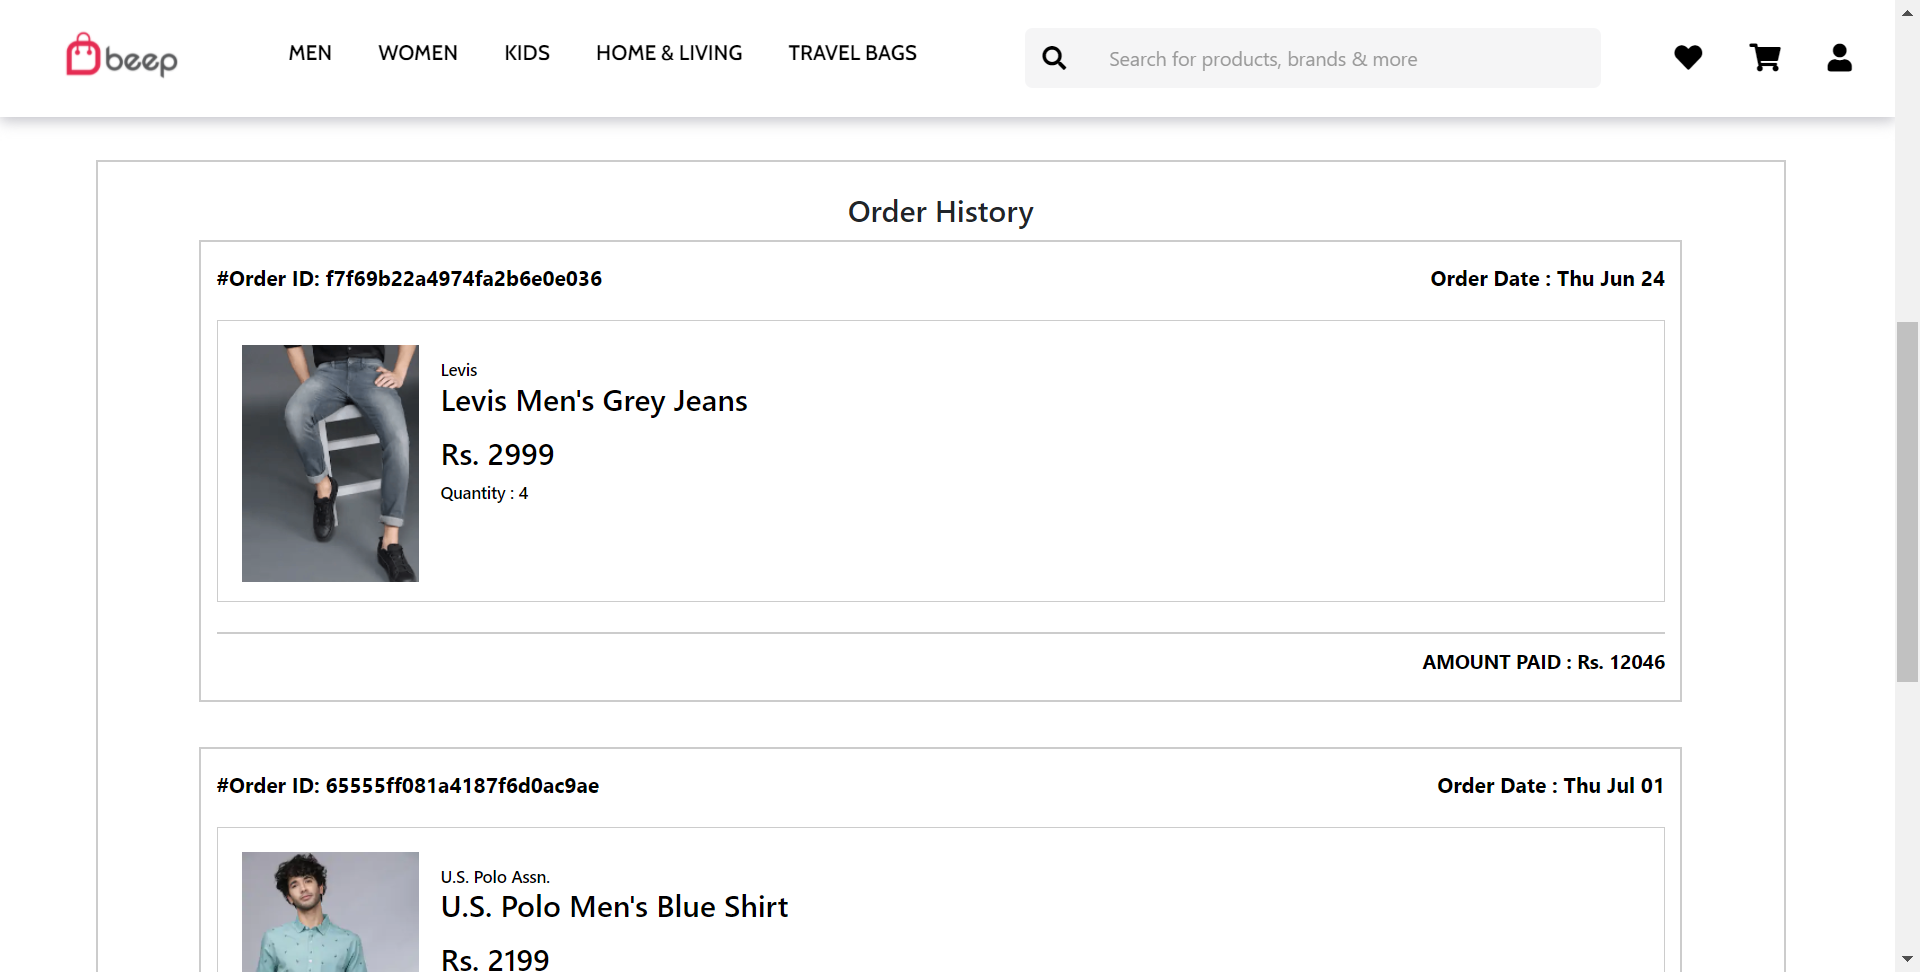 beep
MEN WOMEN KIDS HOME & LIVING TRAVEL BAGS
Search for products, brands & more
Order History
#Order ID: f7f69b22a4974fa2b6e0e036 Order Date : Thu Jun 24
Levis
Levis Men's Grey Jeans
Rs. 2999
Quantity : 4
AMOUNT PAID : Rs. 12046
#Order ID: 65555ff081a4187f6d0ac9ae Order Date : Thu Jul 01
U.S. Polo Assn.
U.S. Polo Men's Blue Shirt
Rs. 2199